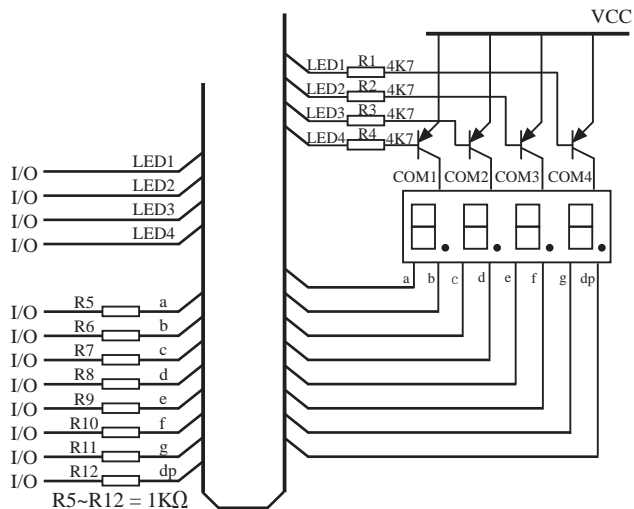 VCC
LED1 R1 4K7
LED2 R2 4K7
LED3 R3 4K7
LED4 R4 4K7
COM1 COM2 COM3 COM4
a b c d e f g dp
I/O LED1
I/O LED2
I/O LED3
I/O LED4
I/O R5 a
I/O R6 b
I/O R7 c
I/O R8 d
I/O R9 e
I/O R10 f
I/O R11 g
I/O R12 dp
R5~R12 = 1KΩ